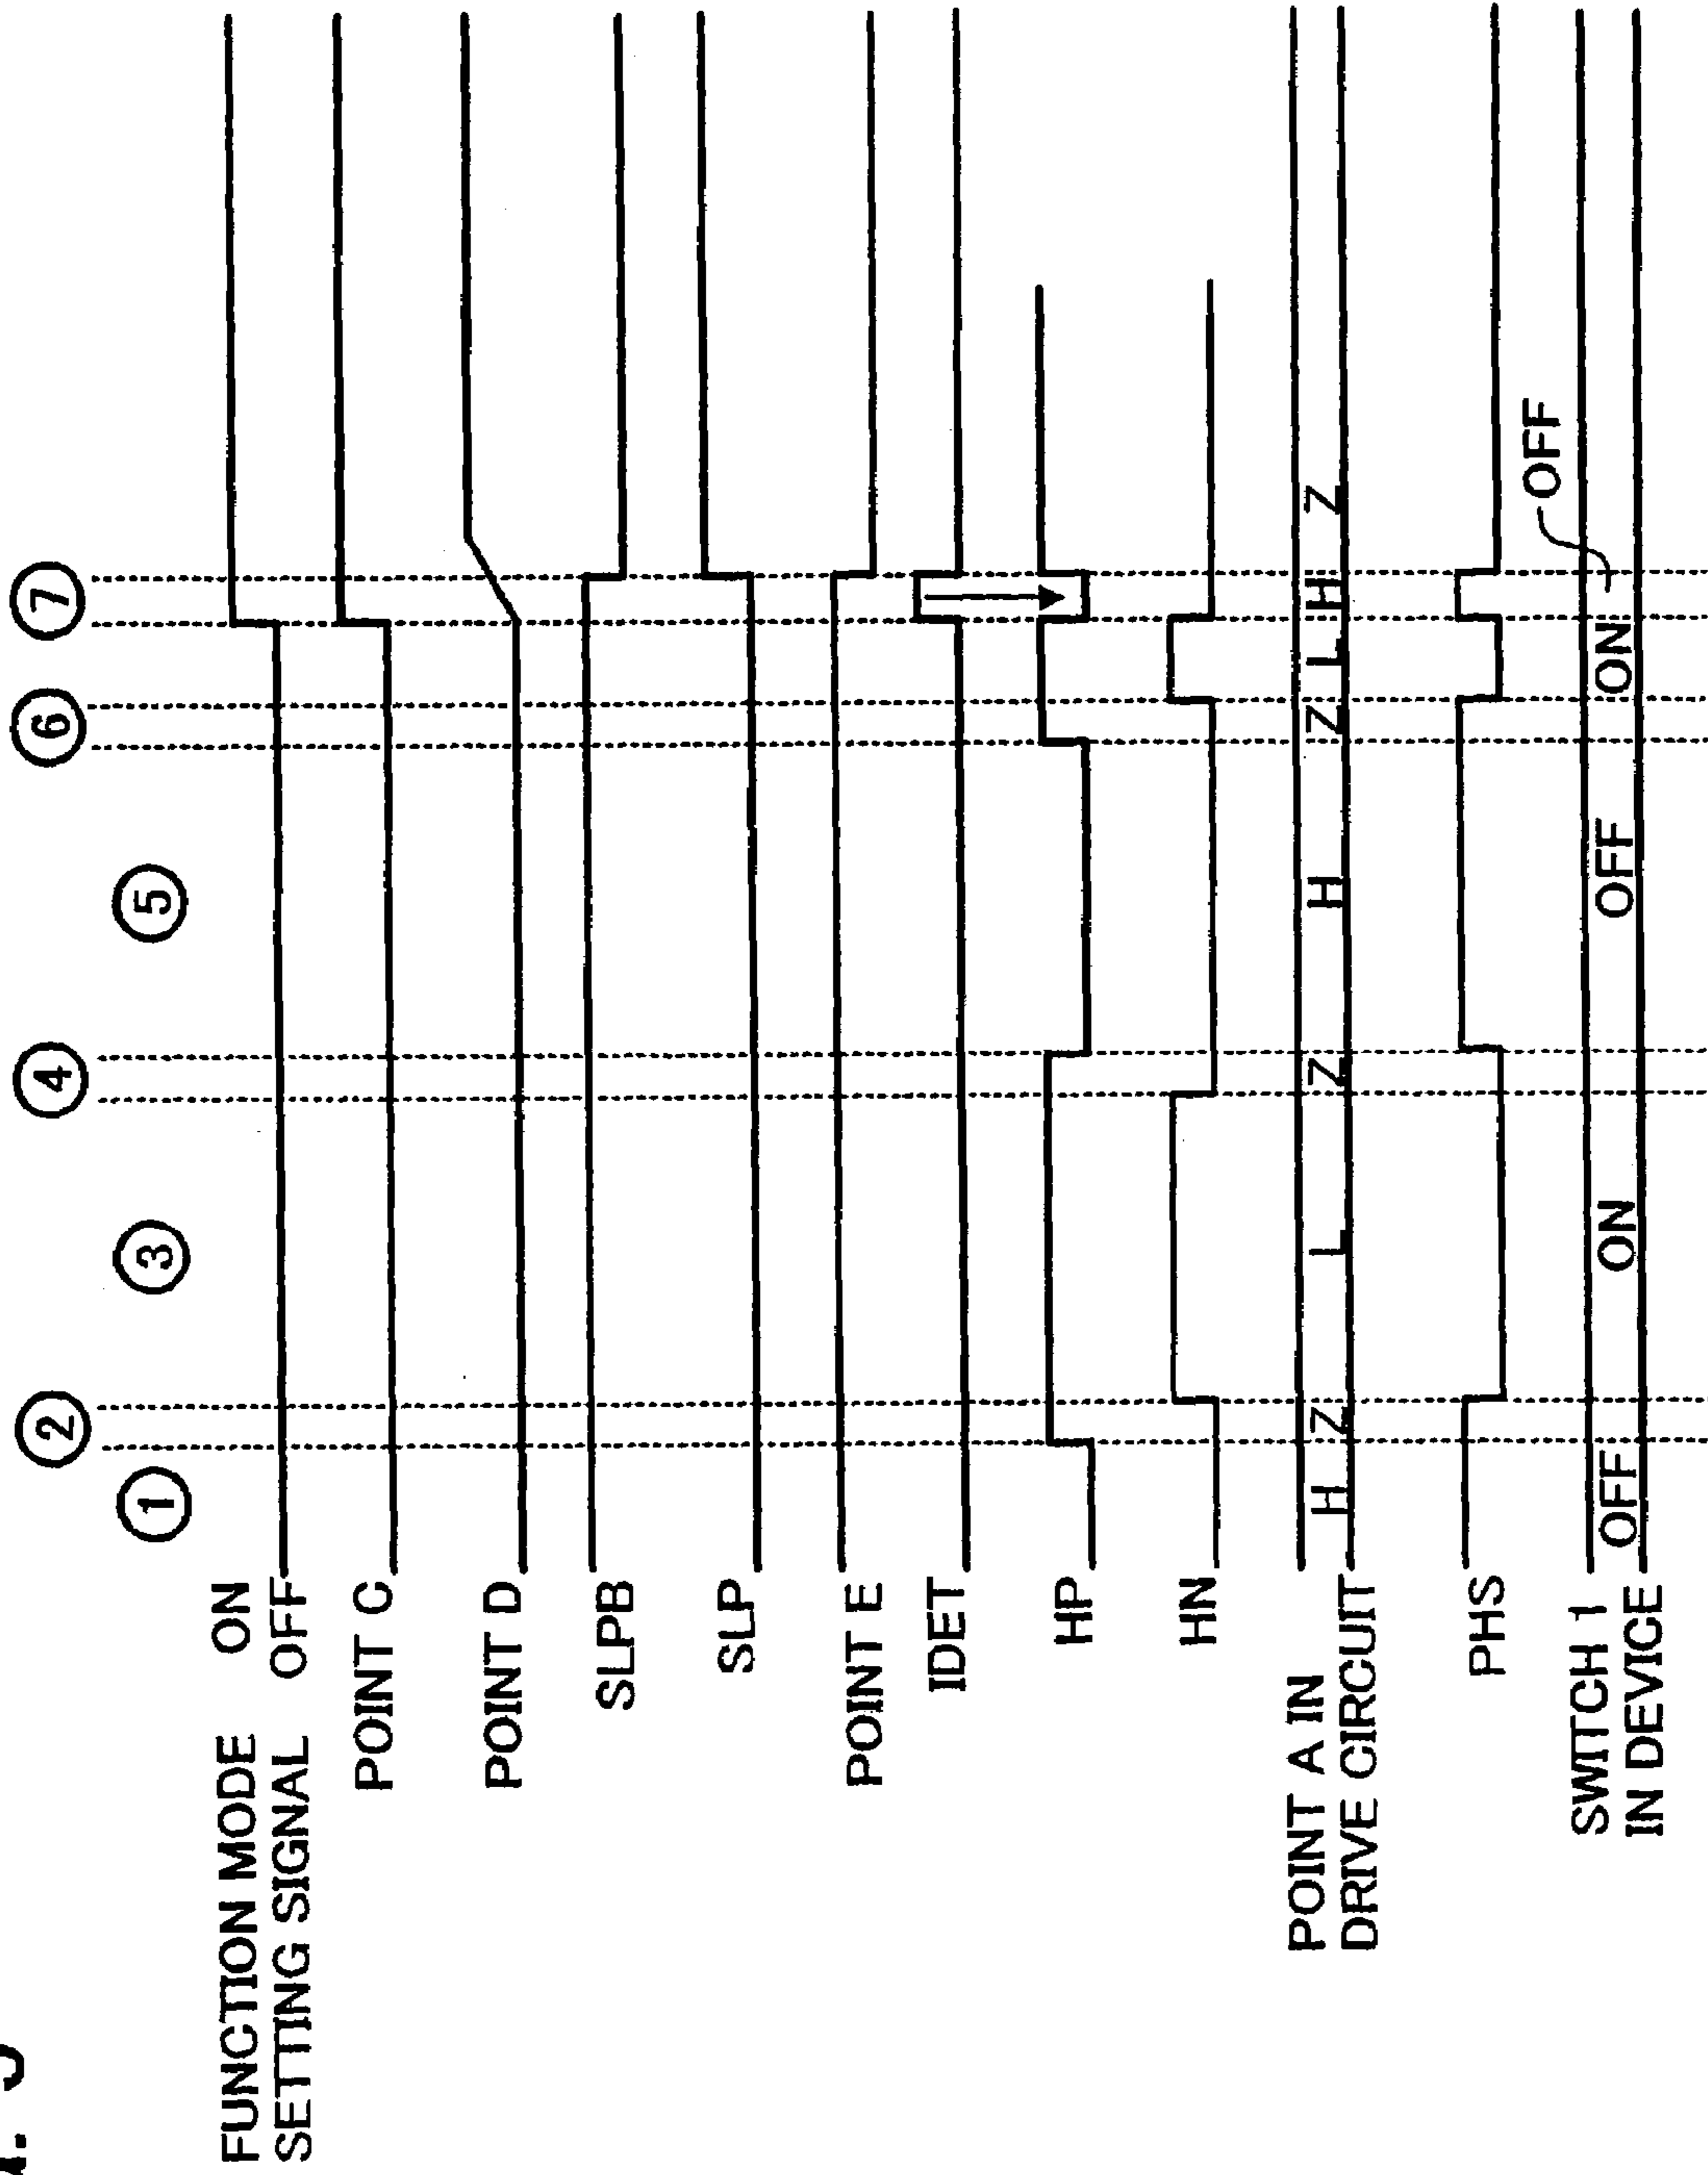 ① ② ③ ④ ⑤ ⑥ ⑦
FUNCTION MODE ON
SETTING SIGNAL OFF
POINT C
POINT D
SLPB
SLP
POINT E
IDET
HP
HN
POINT A IN
DRIVE CIRCUIT
H Z L Z H Z L H Z
PHS
SWITCH 1
IN DEVICE
OFF ON OFF ON OFF